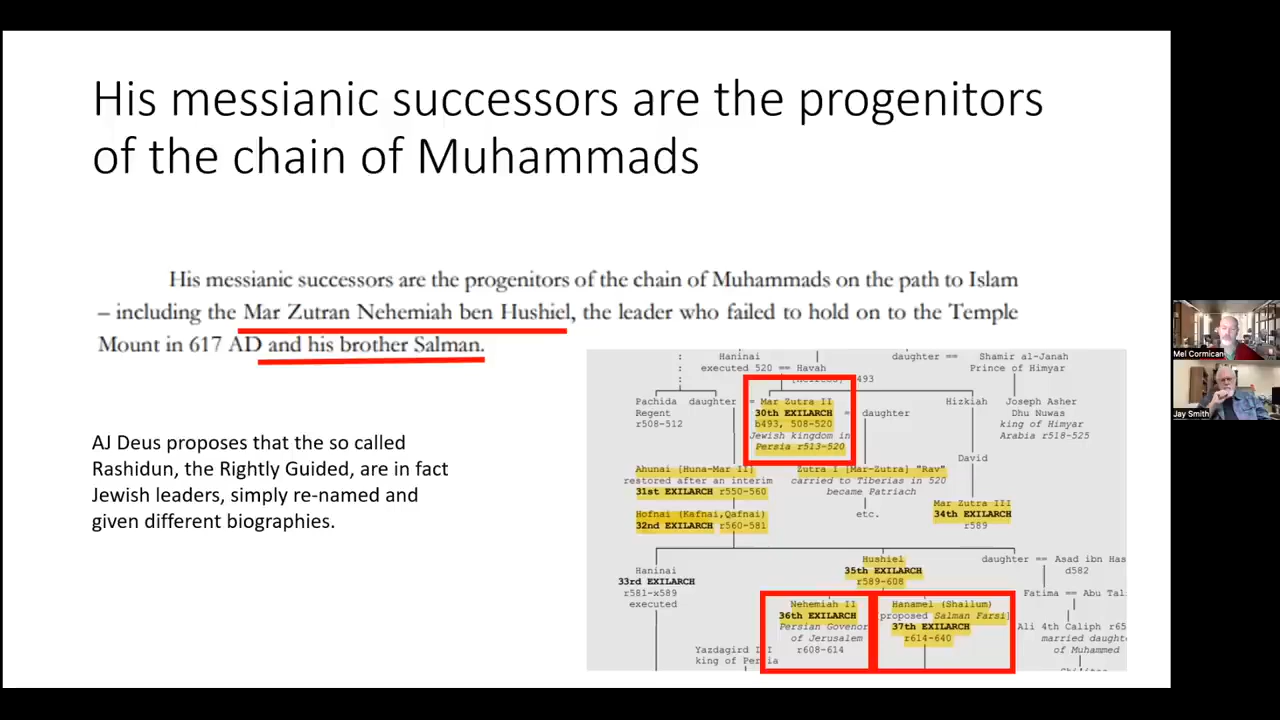 His messianic successors are the progenitors
of the chain of Muhammads
His messianic successors are the progenitors of the chain of Muhammads on the path to Islam
– including the Mar Zutran Nehemiah ben Hushiel, the leader who failed to hold on to the Temple
Mount in 617 AD and his brother Salman.
AJ Deus proposes that the so called
Rashidun, the Rightly Guided, are in fact
Jewish leaders, simply re-named and
given different biographies.
: Haninai daughter == Shamir al-Janah
: executed 520 == Havah Prince of Himyar
: 493
Pachida daughter = Mar Zutra II Hizkiah Joseph Asher
Regent 30th EXILARCH = daughter Dhu Nuwas
r508-512 b493, 508-520 king of Himyar
Jewish kingdom in Arabia r518-525
Persia r513-520
David
Ahunai [Huna-Mar II] Zutra I [Mar-Zutra] "Rav"
restored after an interim carried to Tiberias in 520
31st EXILARCH r550-560 became Patriach
Mar Zutra III
Hofnai (Kafnai,Qafnai) etc. 34th EXILARCH
32nd EXILARCH r560-581 r589
Hushiel daughter == Asad ibn Has
Haninai 35th EXILARCH d582
33rd EXILARCH r589-608
r581-x589 Fatima == Abu Tal
executed Nehemiah II Hanamel (Shallum)
36th EXILARCH proposed Salman Farsi]
Persian Govenor 37th EXILARCH Ali 4th Caliph r65
of Jerusalem r614-640 married daught
Yazdagird r608-614 of Muhammed
king of Persia
Mel Cormican
Jay Smith